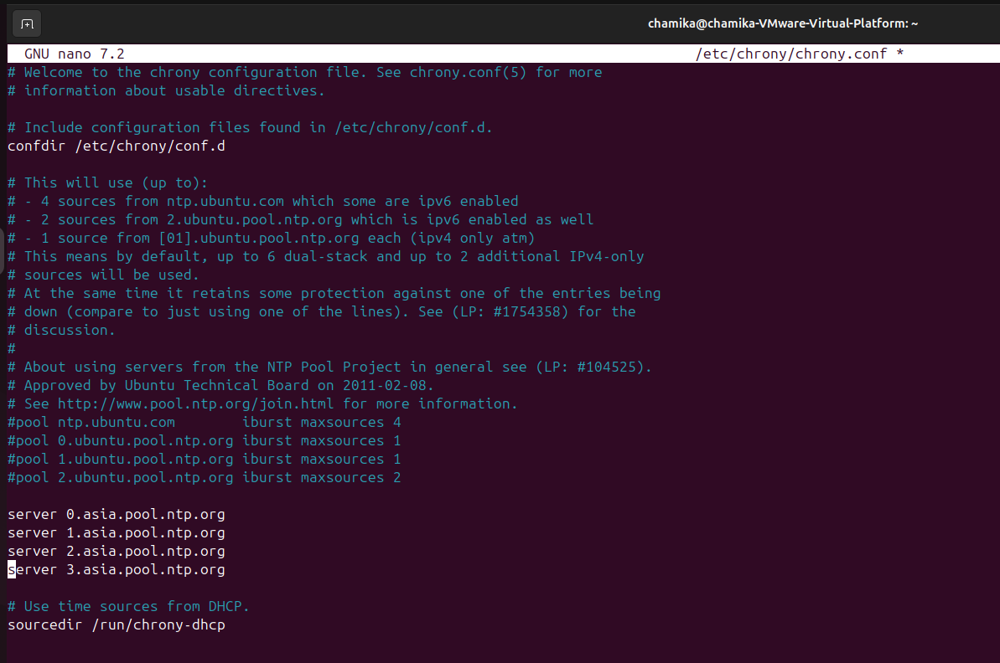 chamika@chamika-VMware-Virtual-Platform: ~
GNU nano 7.2 /etc/chrony/chrony.conf *
# Welcome to the chrony configuration file. See chrony.conf(5) for more
# information about usable directives.
# Include configuration files found in /etc/chrony/conf.d.
confdir /etc/chrony/conf.d
# This will use (up to):
# - 4 sources from ntp.ubuntu.com which some are ipv6 enabled
# - 2 sources from 2.ubuntu.pool.ntp.org which is ipv6 enabled as well
# - 1 source from [01].ubuntu.pool.ntp.org each (ipv4 only atm)
# This means by default, up to 6 dual-stack and up to 2 additional IPv4-only
# sources will be used.
# At the same time it retains some protection against one of the entries being
# down (compare to just using one of the lines). See (LP: #1754358) for the
# discussion.
#
# About using servers from the NTP Pool Project in general see (LP: #104525).
# Approved by Ubuntu Technical Board on 2011-02-08.
# See http://www.pool.ntp.org/join.html for more information.
#pool ntp.ubuntu.com        iburst maxsources 4
#pool 0.ubuntu.pool.ntp.org iburst maxsources 1
#pool 1.ubuntu.pool.ntp.org iburst maxsources 1
#pool 2.ubuntu.pool.ntp.org iburst maxsources 2
server 0.asia.pool.ntp.org
server 1.asia.pool.ntp.org
server 2.asia.pool.ntp.org
server 3.asia.pool.ntp.org
# Use time sources from DHCP.
sourcedir /run/chrony-dhcp